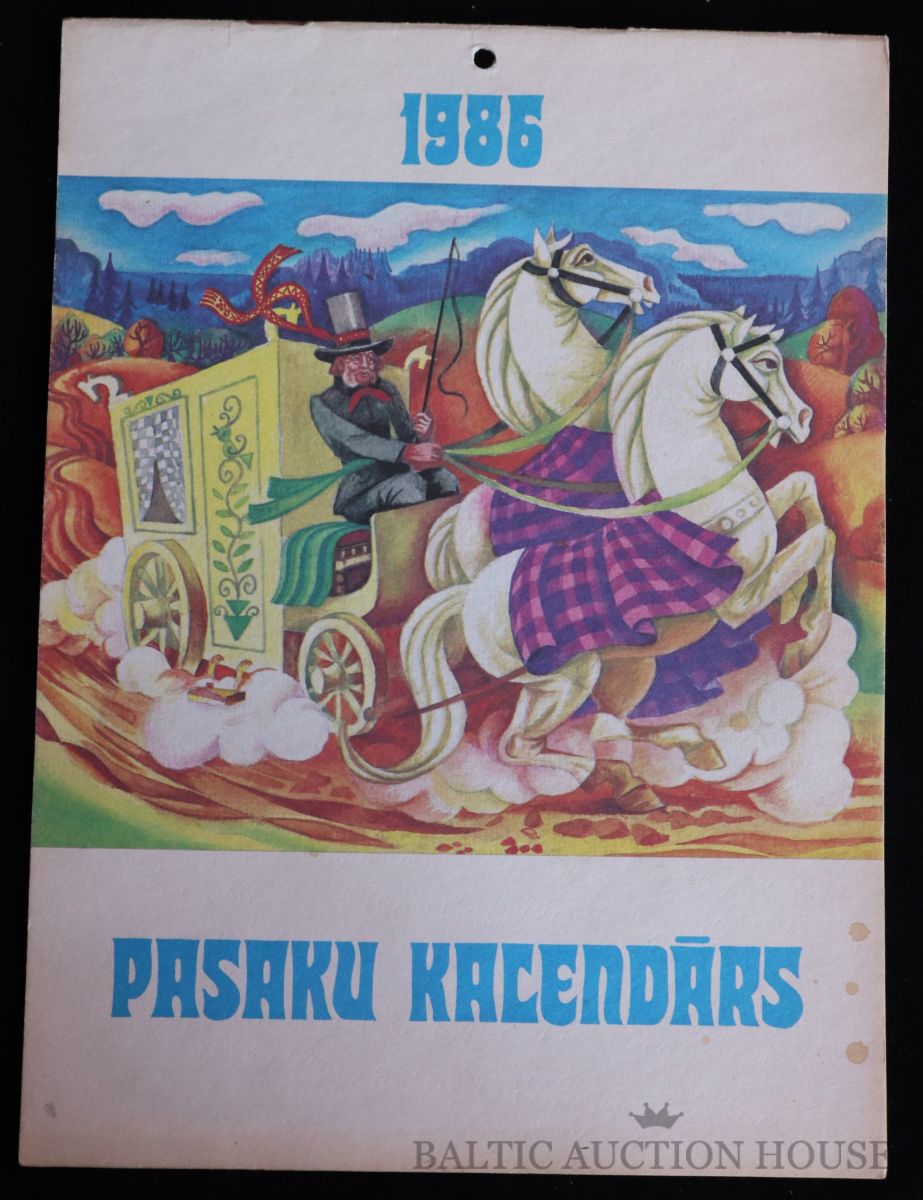 1986
PASAKU KALENDĀRS
BALTIC AUCTION HOUSE